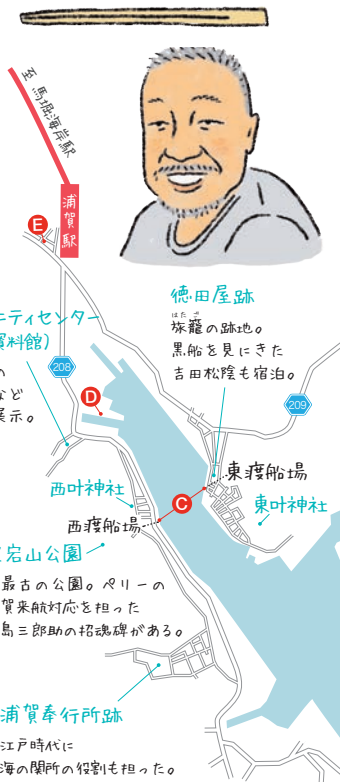 至 馬堀海岸駅
浦賀駅
E
ニティセンター
資料館)
の
など
展示。
208
D
徳田屋跡
はたご
旅籠の跡地。
黒船を見にきた
吉田松陰も宿泊。
209
C
東渡船場
西叶神社
東叶神社
西渡船場
岩山公園
最古の公園。ペリーの
賀来航対応を担った
島三郎助の招魂碑がある。
浦賀奉行所跡
江戸時代に
海の関所の役割も担った。